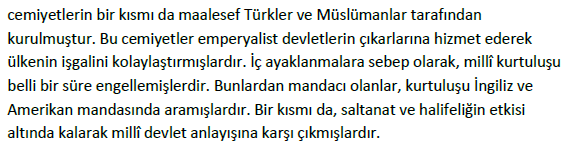 cemiyetlerin bir kısmı da maalesef Türkler ve Müslümanlar tarafından
kurulmuştur. Bu cemiyetler emperyalist devletlerin çıkarlarına hizmet ederek
ülkenin işgalini kolaylaştırmışlardır. İç ayaklanmalara sebep olarak, millî kurtuluşu
belli bir süre engellemişlerdir. Bunlardan mandacı olanlar, kurtuluşu İngiliz ve
Amerikan mandasında aramışlardır. Bir kısmı da, saltanat ve halifeliğin etkisi
altında kalarak millî devlet anlayışına karşı çıkmışlardır.